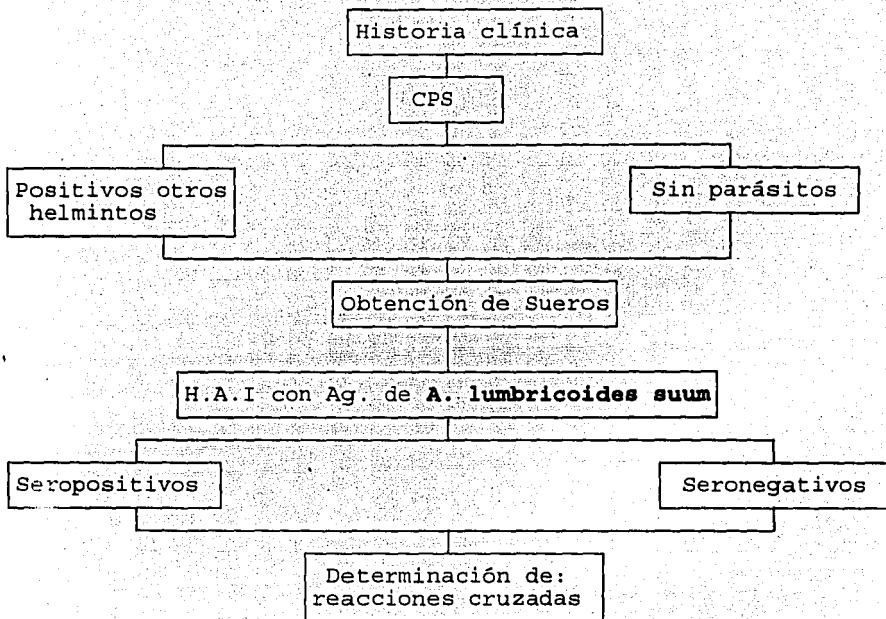 Historia clínica
CPS
Positivos otros
helmintos
Sin parásitos
Obtención de Sueros
H.A.I con Ag. de A. lumbricoides suum
Seropositivos
Seronegativos
Determinación de:
reacciones cruzadas